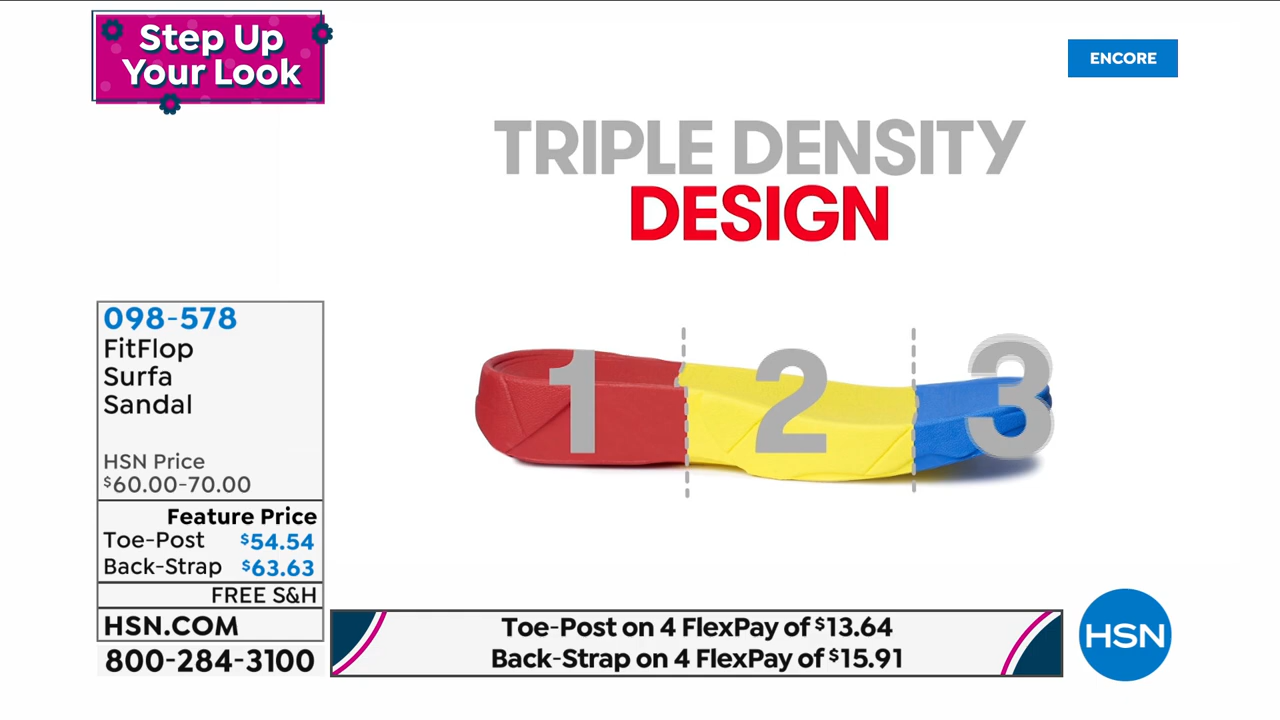 Step Up
Your Look
ENCORE
TRIPLE DENSITY
DESIGN
1 2 3
098-578
FitFlop
Surfa
Sandal
HSN Price
$60.00-70.00
Feature Price
Toe-Post $54.54
Back-Strap $63.63
FREE S&H
HSN.COM
800-284-3100
Toe-Post on 4 FlexPay of $13.64
Back-Strap on 4 FlexPay of $15.91
HSN